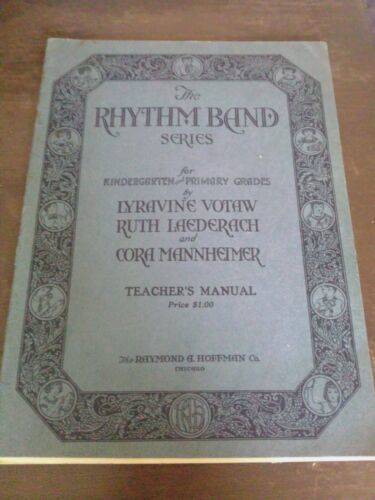 The
RHYTHM BAND
SERIES
for
KINDERGARTEN and PRIMARY GRADES
by
LYRAVINE VOTAW
RUTH LAEDERACH
and
CORA MANNHEIMER
TEACHER'S MANUAL
Price $1.00
The RAYMOND A. HOFFMAN Co.
CHICAGO